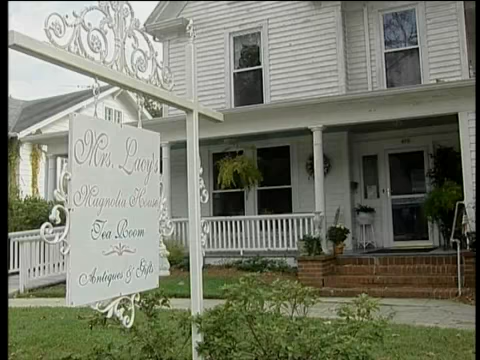 Mrs. Lacy's
Magnolia House
Tea Room
Antiques & Gifts